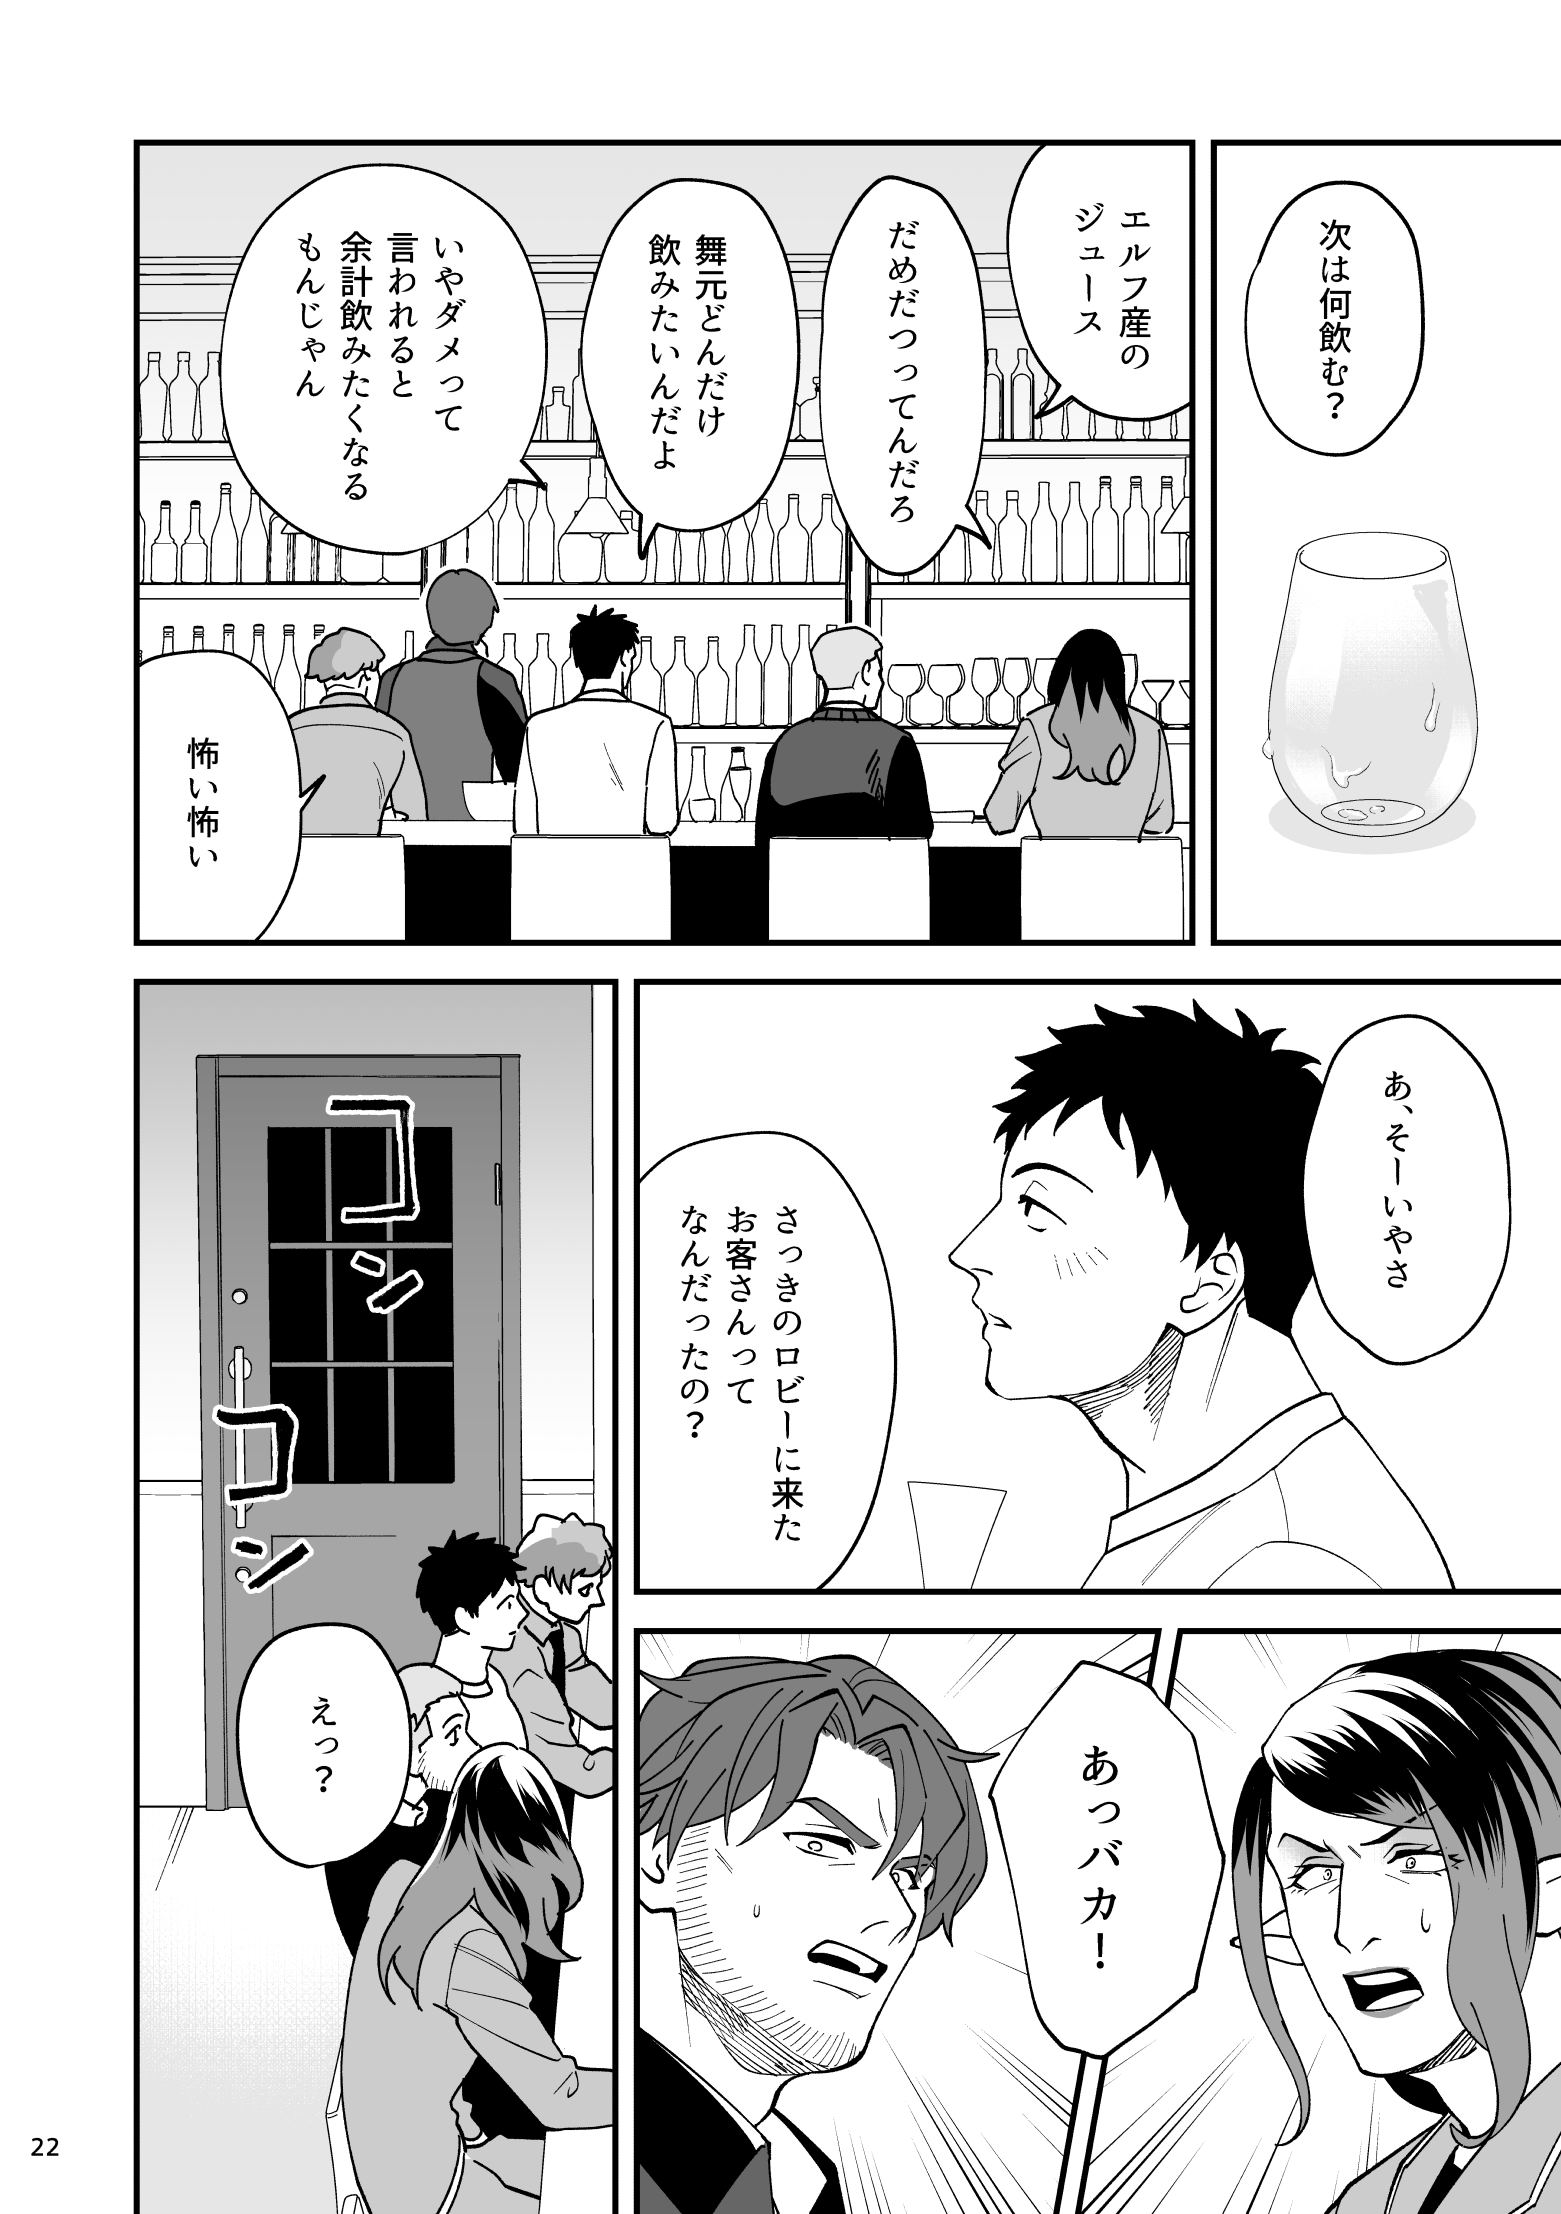 次は何飲む？
エルフ産の
ジュース
だめだつってんだろ
舞元どんだけ
飲みたいんだよ
いやダメって
言われると
余計飲みたくなる
もんじゃん
怖い怖い
あ、そーいやさ
さっきのロビーに来た
お客さんって
なんだったの？
あっバカ！
コン
コン
えっ？
22